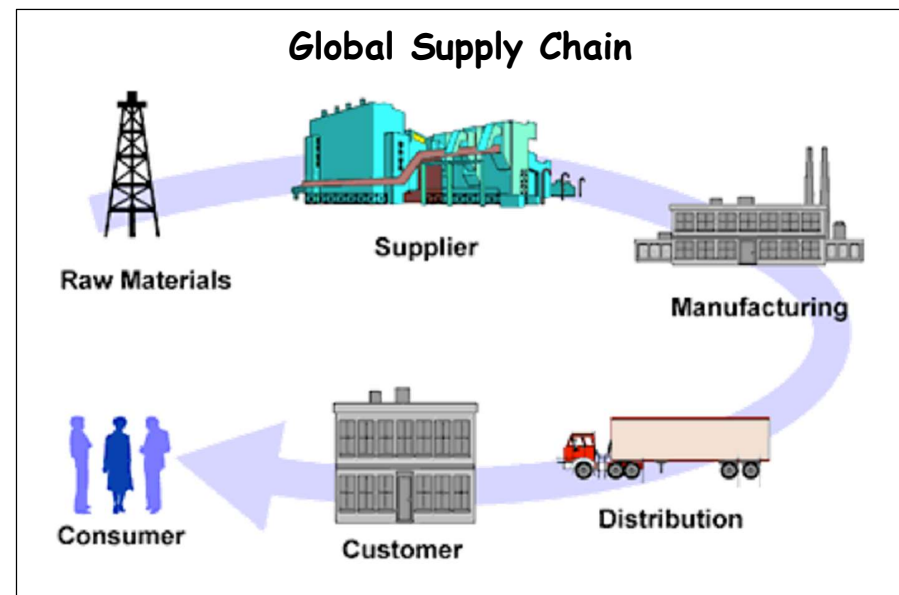 Global Supply Chain
Raw Materials
Supplier
Manufacturing
Distribution
Customer
Consumer